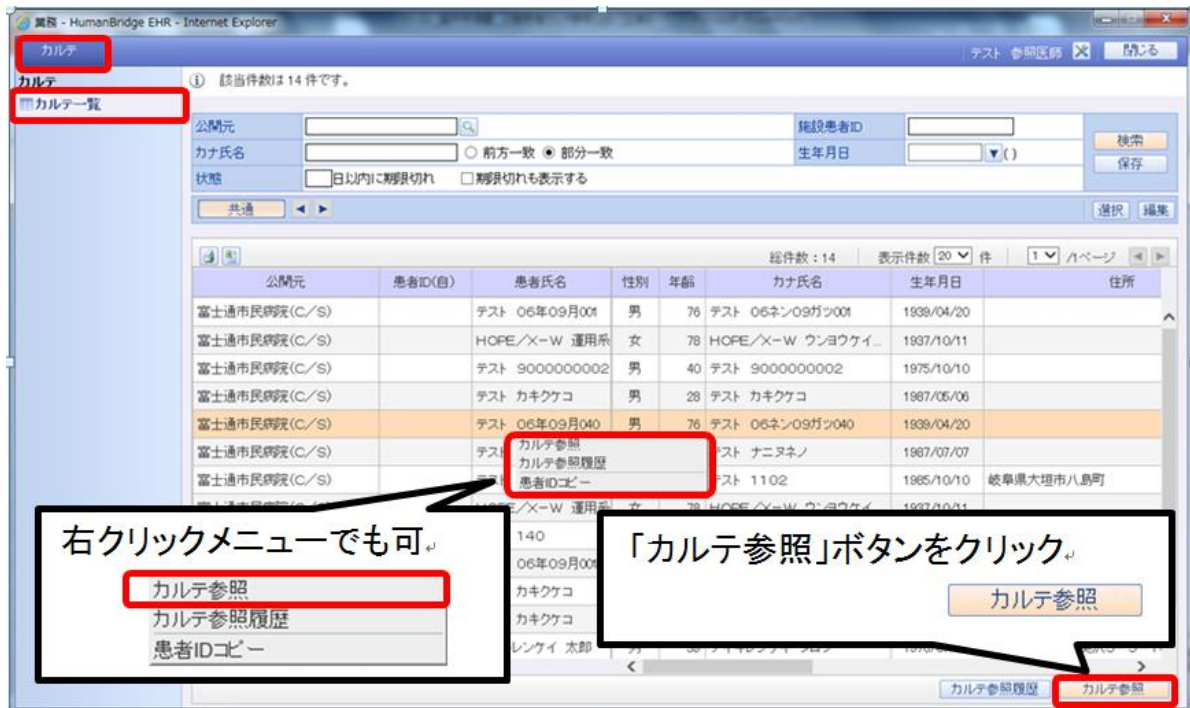 業務 - HumanBridge EHR - Internet Explorer
カルテ テスト 参照医師 閉じる
カルテ
カルテ一覧
該当件数は 14 件です。
公開元 施設患者ID
カナ氏名 前方一致 部分一致 生年月日 ( ) 検索
状態 日以内に期限切れ 期限切れも表示する 保存
共通 選択 編集
総件数：14 表示件数 20 件 1 /1ページ
公開元 患者ID(自) 患者氏名 性別 年齢 カナ氏名 生年月日 住所
富士通市民病院(C/S) テスト 06年09月001 男 76 テスト 06ネン09ガツ001 1939/04/20
富士通市民病院(C/S) HOPE/X-W 運用系 女 78 HOPE/X-W ウンヨウケイ... 1937/10/11
富士通市民病院(C/S) テスト 9000000002 男 40 テスト 9000000002 1975/10/10
富士通市民病院(C/S) テスト カキクケコ 男 28 テスト カキクケコ 1987/05/06
富士通市民病院(C/S) テスト 06年09月040 男 76 テスト 06ネン09ガツ040 1939/04/20
富士通市民病院(C/S) テスト ナニヌネノ 1987/07/07
カルテ参照
カルテ参照履歴
患者IDコピー
富士通市民病院(C/S) テスト 1102 1985/10/10 岐阜県大垣市八島町
右クリックメニューでも可
カルテ参照
カルテ参照履歴
患者IDコピー
140
06年09月001
カキクケコ
カキクケコ
レンケイ 太郎
「カルテ参照」ボタンをクリック
カルテ参照
カルテ参照履歴 カルテ参照